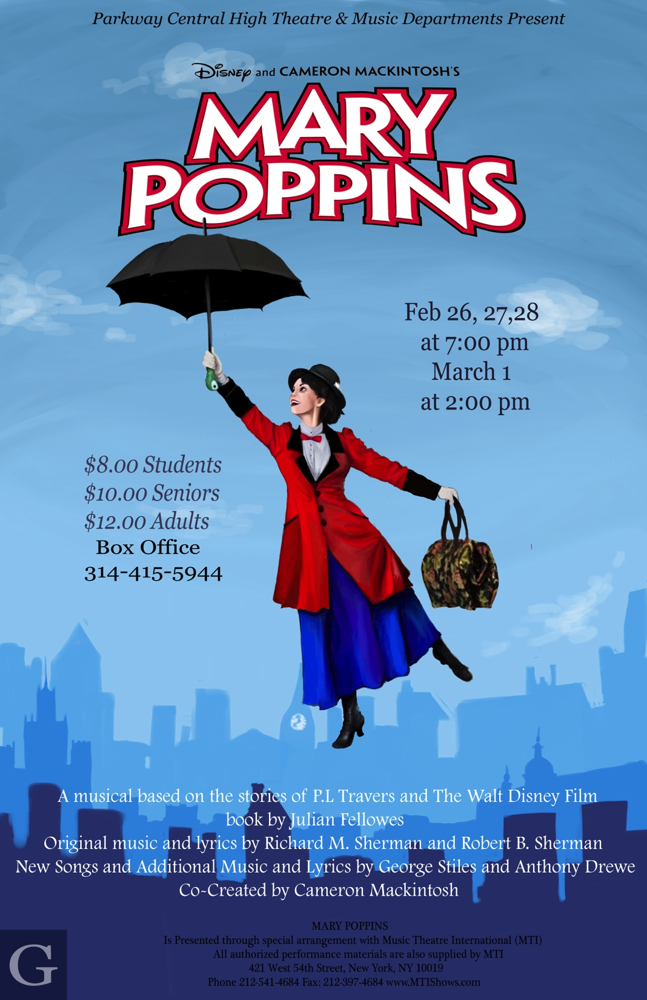 Parkway Central High Theatre & Music Departments Present
Disney and CAMERON MACKINTOSH'S
MARY
POPPINS
Feb 26, 27,28
at 7:00 pm
March 1
at 2:00 pm
$8.00 Students
$10.00 Seniors
$12.00 Adults
Box Office
314-415-5944
A musical based on the stories of P.L Travers and The Walt Disney Film
book by Julian Fellowes
Original music and lyrics by Richard M. Sherman and Robert B. Sherman
New Songs and Additional Music and Lyrics by George Stiles and Anthony Drewe
Co-Created by Cameron Mackintosh
MARY POPPINS
Is Presented through special arrangement with Music Theatre International (MTI)
All authorized performance materials are also supplied by MTI
421 West 54th Street, New York, NY 10019
Phone 212-541-4684 Fax: 212-397-4684 www.MTIShows.com
G